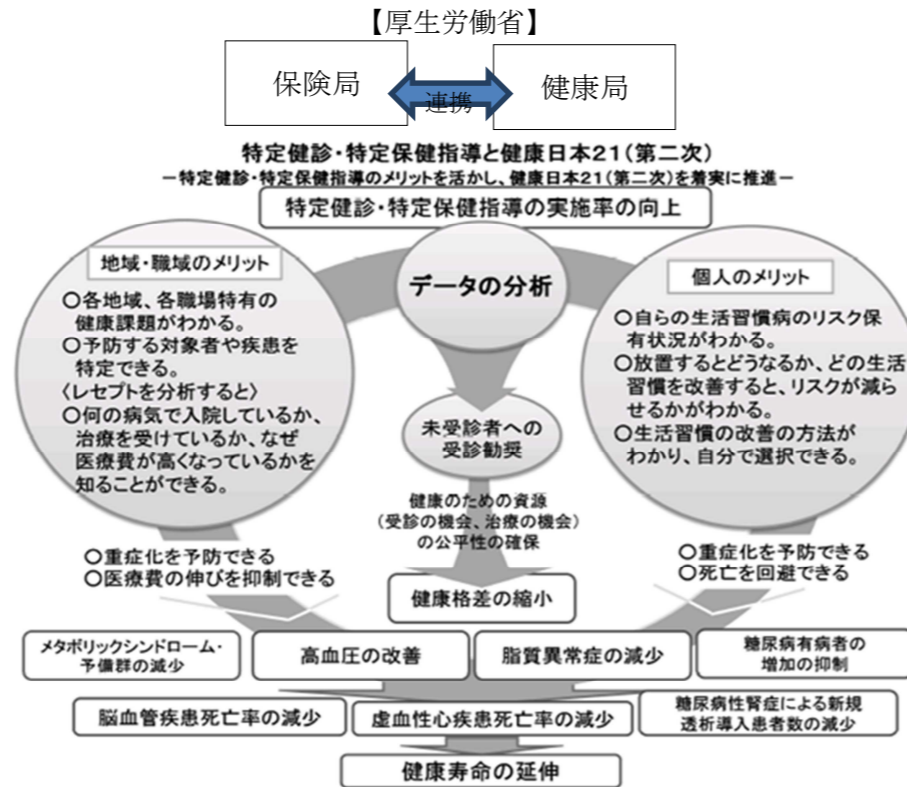 【厚生労働省】
保険局
連携
健康局
特定健診・特定保健指導と健康日本21(第二次)
－特定健診・特定保健指導のメリットを活かし、健康日本21(第二次)を着実に推進－
特定健診・特定保健指導の実施率の向上
地域・職域のメリット
○各地域、各職場特有の
健康課題がわかる。
○予防する対象者や疾患を
特定できる。
〈レセプトを分析すると〉
○何の病気で入院しているか、
治療を受けているか、なぜ
医療費が高くなっているかを
知ることができる。
データの分析
個人のメリット
○自らの生活習慣病のリスク保
有状況がわかる。
○放置するとどうなるか、どの生活
習慣を改善すると、リスクが減ら
せるかがわかる。
○生活習慣の改善の方法が
わかり、自分で選択できる。
未受診者への
受診勧奨
健康のための資源
(受診の機会、治療の機会)
の公平性の確保
○重症化を予防できる
○医療費の伸びを抑制できる
○重症化を予防できる
○死亡を回避できる
健康格差の縮小
メタボリックシンドローム・
予備群の減少
高血圧の改善
脂質異常症の減少
糖尿病有病者の
増加の抑制
脳血管疾患死亡率の減少
虚血性心疾患死亡率の減少
糖尿病性腎症による新規
透析導入患者数の減少
健康寿命の延伸